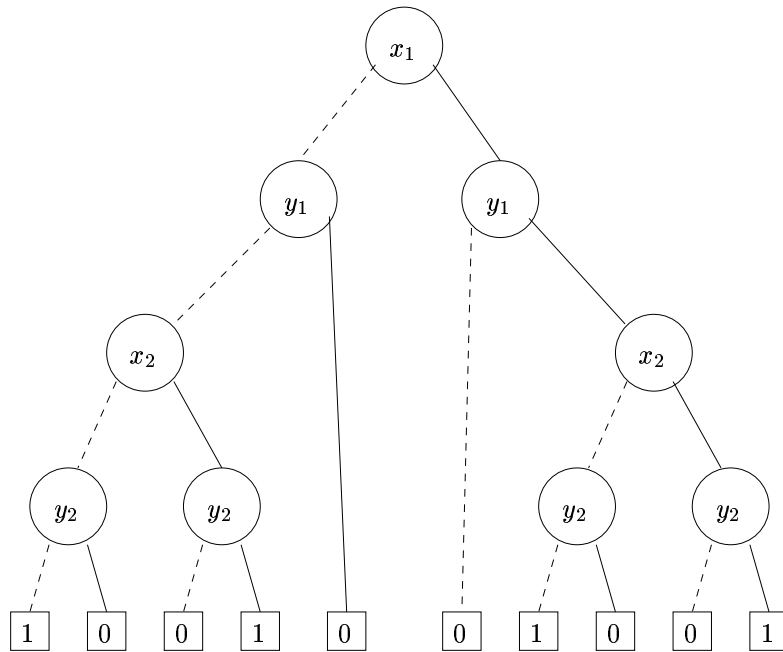 x₁
y₁ y₁
x₂ x₂
y₂ y₂ y₂ y₂
1 0 0 1 0 0 1 0 0 1